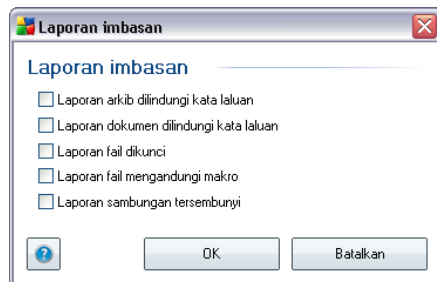 Laporan imbasan
Laporan imbasan
Laporan arkib dilindungi kata laluan
Laporan dokumen dilindungi kata laluan
Laporan fail dikunci
Laporan fail mengandungi makro
Laporan sambungan tersembunyi
? OK Batalkan